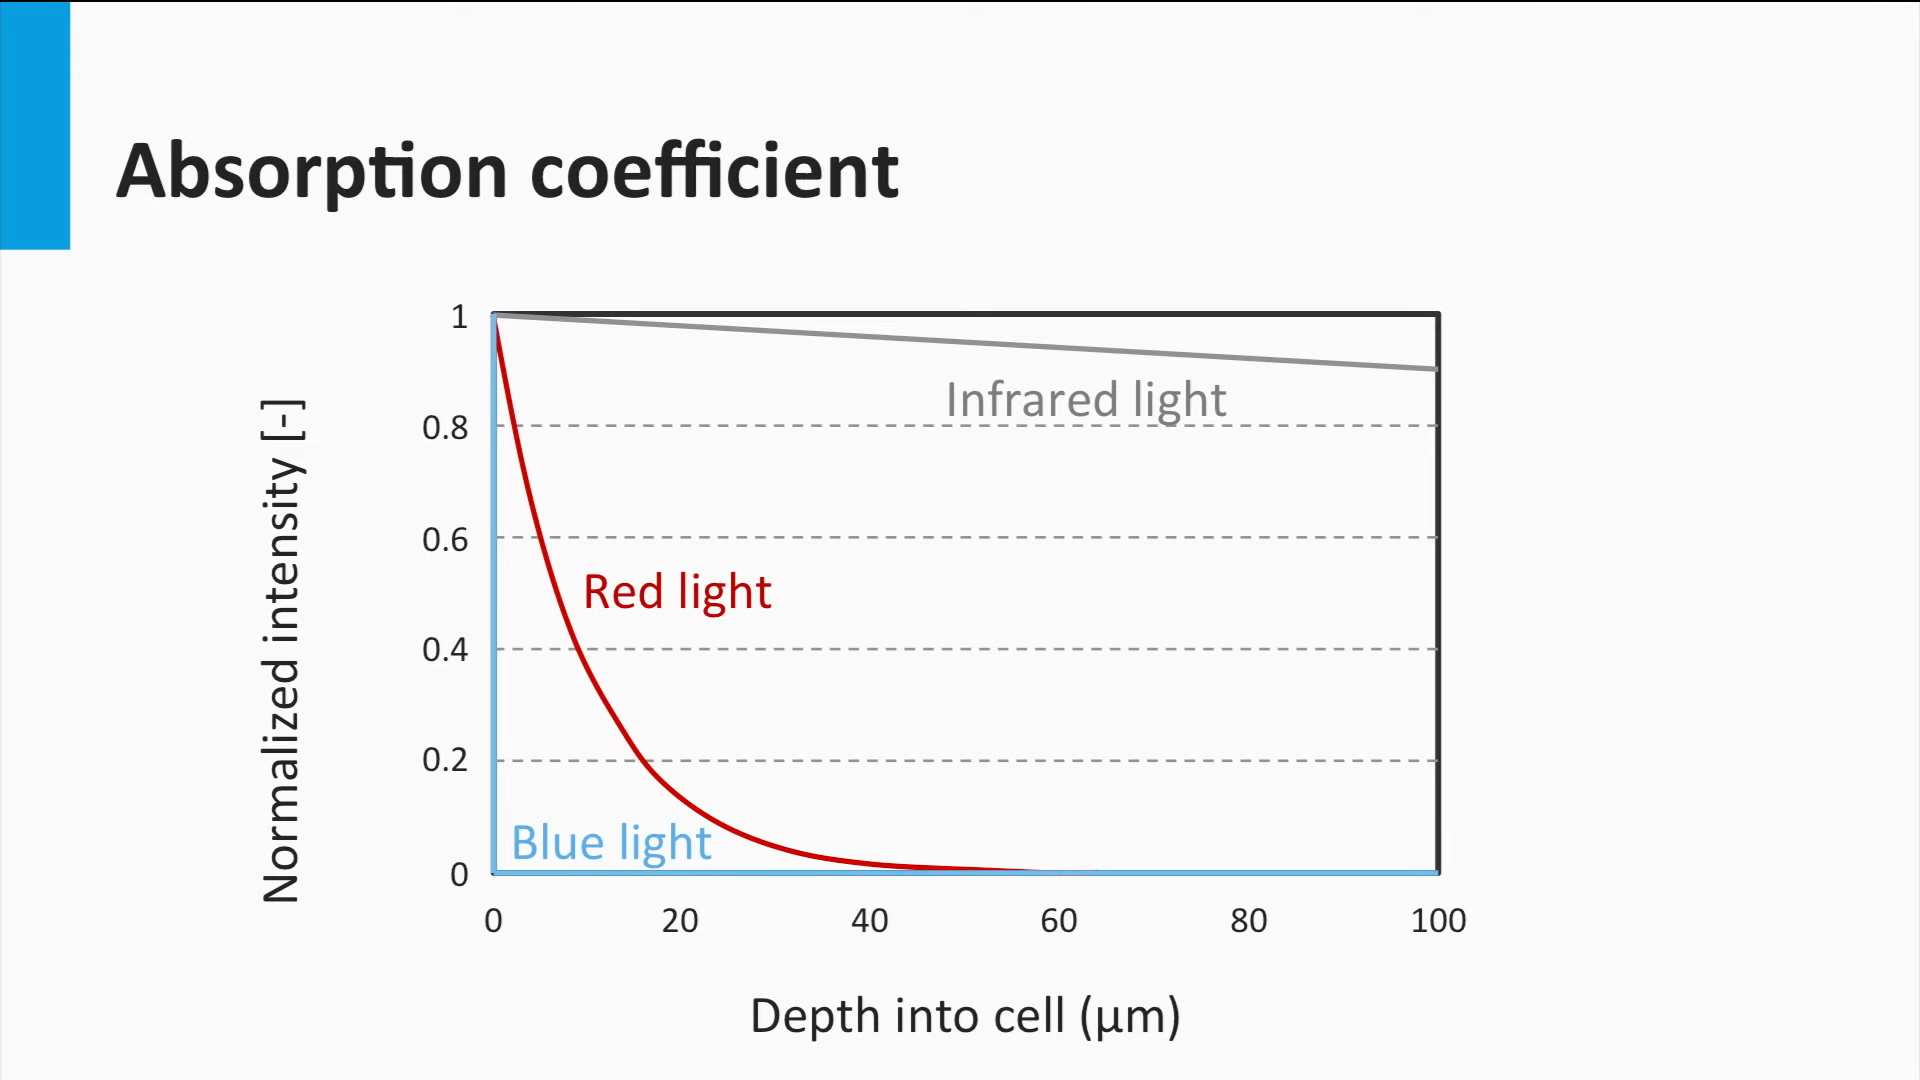 Absorption coefficient
1
0.8
0.6
0.4
0.2
0
Normalized intensity [-]
Infrared light
Red light
Blue light
0 20 40 60 80 100
Depth into cell (μm)